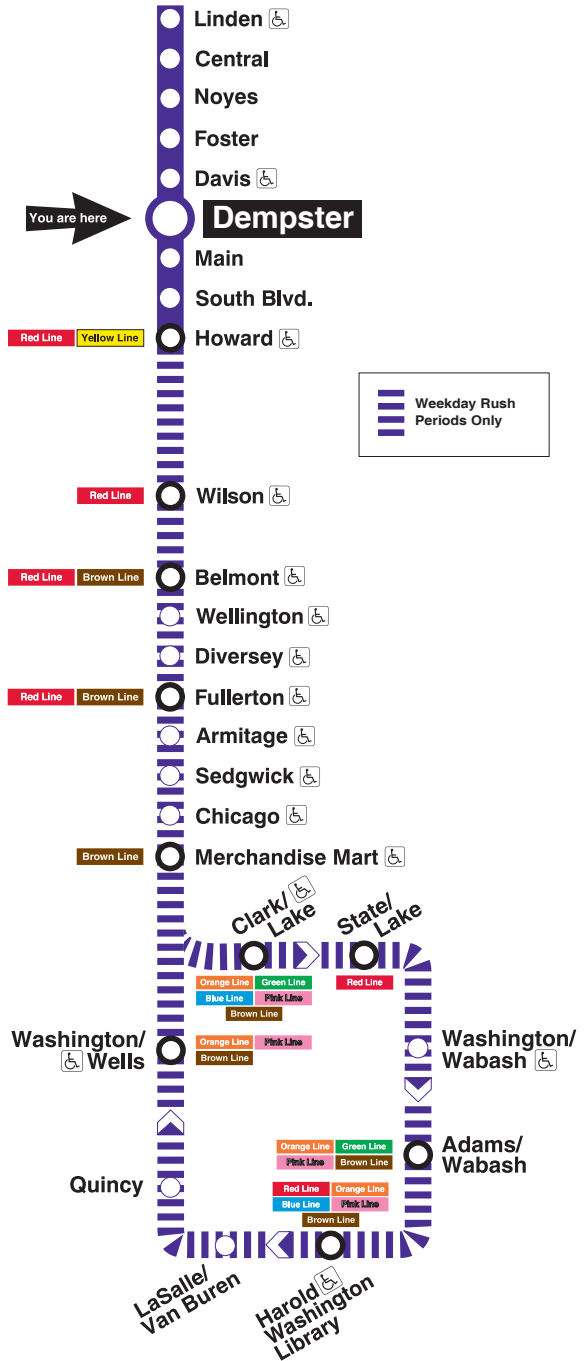 Linden
Central
Noyes
Foster
Davis
You are here
Dempster
Main
South Blvd.
Red Line Yellow Line Howard
Weekday Rush
Periods Only
Red Line Wilson
Red Line Brown Line Belmont
Wellington
Diversey
Red Line Brown Line Fullerton
Armitage
Sedgwick
Chicago
Brown Line Merchandise Mart
Clark/
Lake
State/
Lake
Orange Line Green Line
Blue Line Pink Line
Brown Line
Red Line
Washington/
Wells
Orange Line Pink Line
Brown Line
Washington/
Wabash
Orange Line Green Line
Pink Line Brown Line
Adams/
Wabash
Quincy
Red Line Orange Line
Blue Line Pink Line
Brown Line
LaSalle/
Van Buren
Harold
Washington
Library